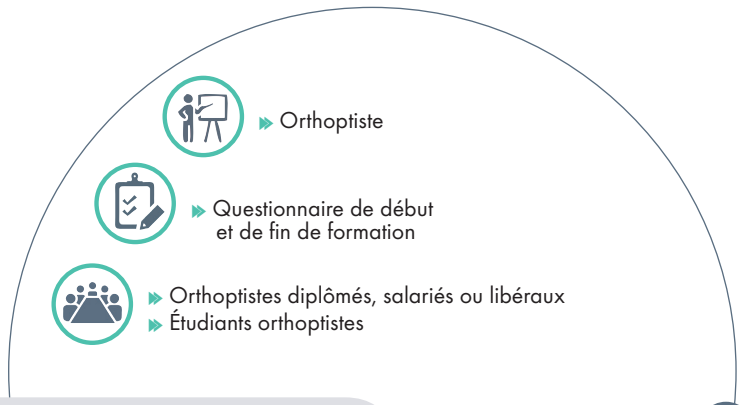 Orthoptiste
Questionnaire de début
et de fin de formation
Orthoptistes diplômés, salariés ou libéraux
Étudiants orthoptistes